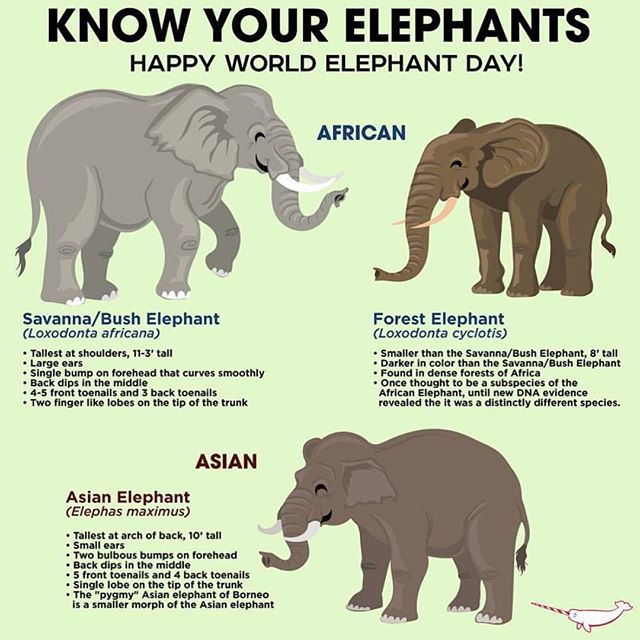 KNOW YOUR ELEPHANTS
HAPPY WORLD ELEPHANT DAY!
AFRICAN
Savanna/Bush Elephant
(Loxodonta africana)
• Tallest at shoulders, 11-3' tall
• Large ears
• Single bump on forehead that curves smoothly
• Back dips in the middle
• 4-5 front toenails and 3 back toenails
• Two finger like lobes on the tip of the trunk
Forest Elephant
(Loxodonta cyclotis)
• Smaller than the Savanna/Bush Elephant, 8' tall
• Darker in color than the Savanna/Bush Elephant
• Found in dense forests of Africa
• Once thought to be a subspecies of the
African Elephant, until new DNA evidence
revealed the it was a distinctly different species.
ASIAN
Asian Elephant
(Elephas maximus)
• Tallest at arch of back, 10' tall
• Small ears
• Two bulbous bumps on forehead
• Back dips in the middle
• 5 front toenails and 4 back toenails
• Single lobe on the tip of the trunk
• The "pygmy" Asian elephant of Borneo
is a smaller morph of the Asian elephant